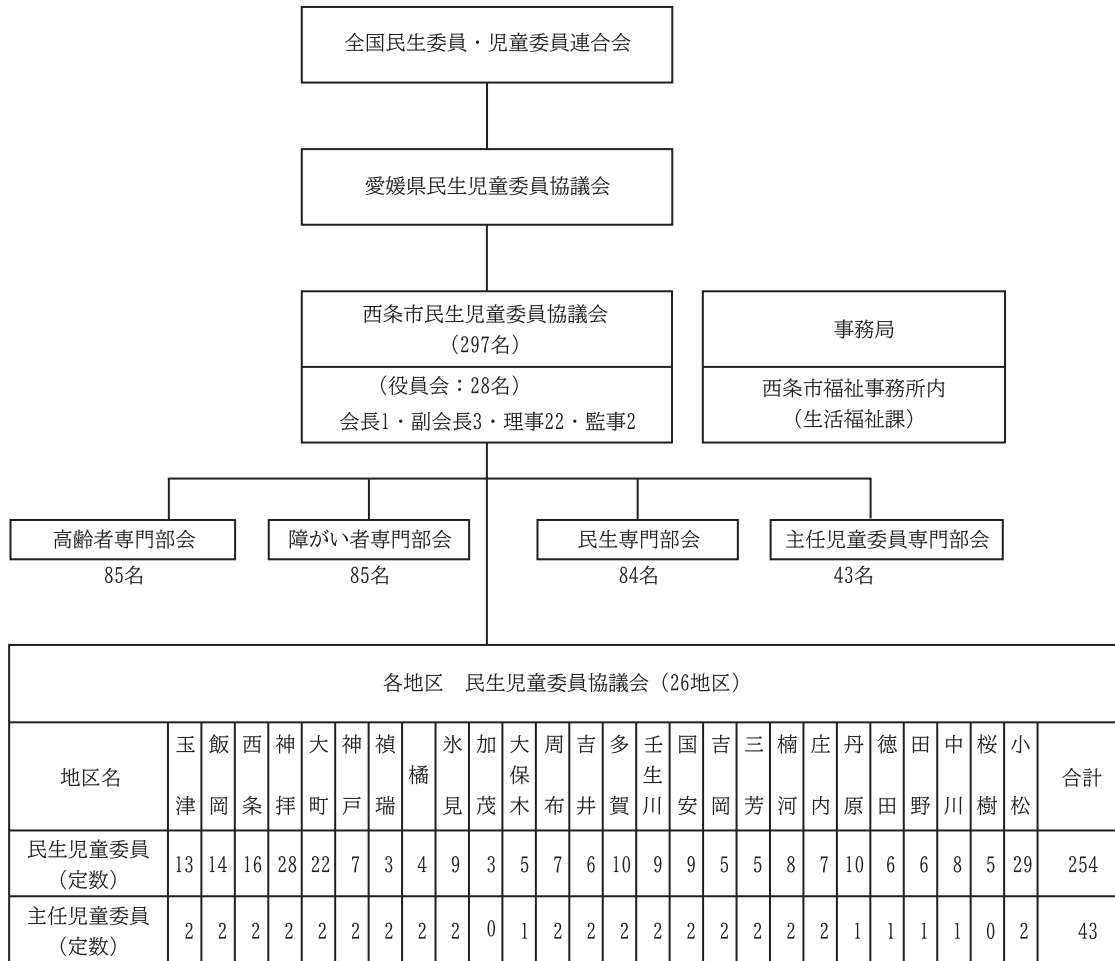 全国民生委員・児童委員連合会
愛媛県民生児童委員協議会
西条市民生児童委員協議会
(297名)
(役員会：28名)
会長1・副会長3・理事22・監事2
事務局
西条市福祉事務所内
(生活福祉課)
高齢者専門部会
85名
障がい者専門部会
85名
民生専門部会
84名
主任児童委員専門部会
43名
各地区　民生児童委員協議会（26地区）
地区名 玉津 飯岡 西条 神拝 大町 神戸 禎瑞 橘 氷見 加茂 大保木 周布 吉井 多賀 壬生川 国安 吉岡 三芳 楠河 庄内 丹原 徳田 田野 中川 桜樹 小松 合計
民生児童委員
(定数) 13 14 16 28 22 7 3 4 9 3 5 7 6 10 9 9 5 5 8 7 10 6 6 8 5 29 254
主任児童委員
(定数) 2 2 2 2 2 2 2 2 2 0 1 2 2 2 2 2 2 2 2 2 1 1 1 1 0 2 43